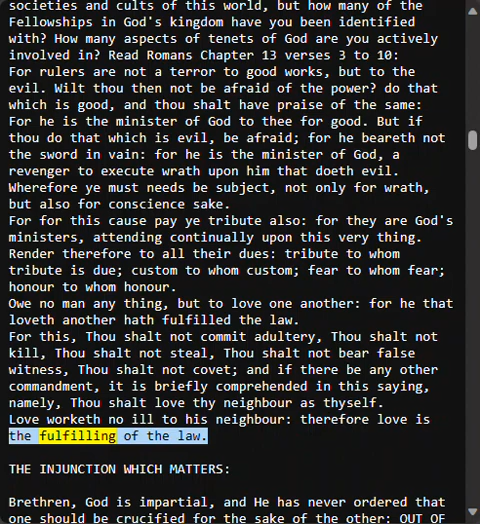 societies and cults of this world, but how many of the
Fellowships in God's kingdom have you been identified
with? How many aspects of tenets of God are you actively
involved in? Read Romans Chapter 13 verses 3 to 10:
For rulers are not a terror to good works, but to the
evil. Wilt thou then not be afraid of the power? do that
which is good, and thou shalt have praise of the same:
For he is the minister of God to thee for good. But if
thou do that which is evil, be afraid; for he beareth not
the sword in vain: for he is the minister of God, a
revenger to execute wrath upon him that doeth evil.
Wherefore ye must needs be subject, not only for wrath,
but also for conscience sake.
For for this cause pay ye tribute also: for they are God's
ministers, attending continually upon this very thing.
Render therefore to all their dues: tribute to whom
tribute is due; custom to whom custom; fear to whom fear;
honour to whom honour.
Owe no man any thing, but to love one another: for he that
loveth another hath fulfilled the law.
For this, Thou shalt not commit adultery, Thou shalt not
kill, Thou shalt not steal, Thou shalt not bear false
witness, Thou shalt not covet; and if there be any other
commandment, it is briefly comprehended in this saying,
namely, Thou shalt love thy neighbour as thyself.
Love worketh no ill to his neighbour: therefore love is
the fulfilling of the law.
THE INJUNCTION WHICH MATTERS:
Brethren, God is impartial, and He has never ordered that
one should be crucified for the sake of the other: OUT OF